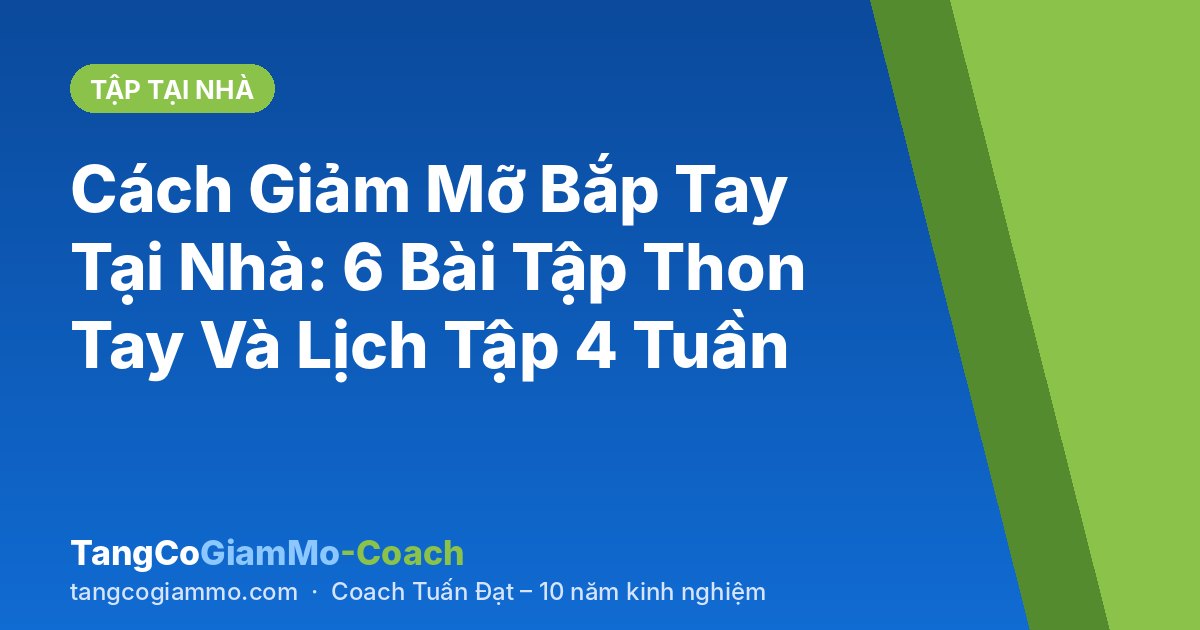 TẬP TẠI NHÀ
Cách Giảm Mỡ Bắp Tay
Tại Nhà: 6 Bài Tập Thon
Tay Và Lịch Tập 4 Tuần
TangCoGiamMo-Coach
tangcogiammo.com · Coach Tuấn Đạt – 10 năm kinh nghiệm